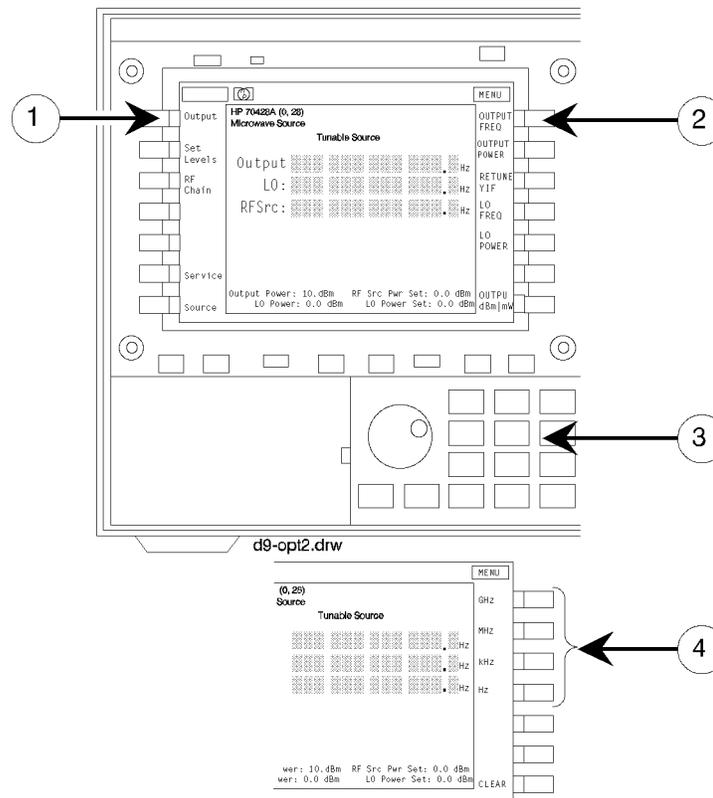 MENU
1
2
Output
HP 70428A (0, 28)
Microwave Source
Tunable Source
OUTPUT
FREQ
Set
Levels
OUTPUT
POWER
Output Hz
RF
Chain
RETUNE
YIF
LO: Hz
RFSrc: Hz
LO
FREQ
LO
POWER
Service
Output Power: 10.dBm RF Src Pwr Set: 0.0 dBm
LO Power: 0.0 dBm LO Power Set: 0.0 dBm
Source
OUTPU
dBm|mW
3
d9-opt2.drw
MENU
(0, 28)
Source
Tunable Source
GHz
MHz
Hz
kHz
Hz
Hz
Hz
4
wer: 10.dBm RF Src Pwr Set: 0.0 dBm
wer: 0.0 dBm LO Power Set: 0.0 dBm
CLEAR